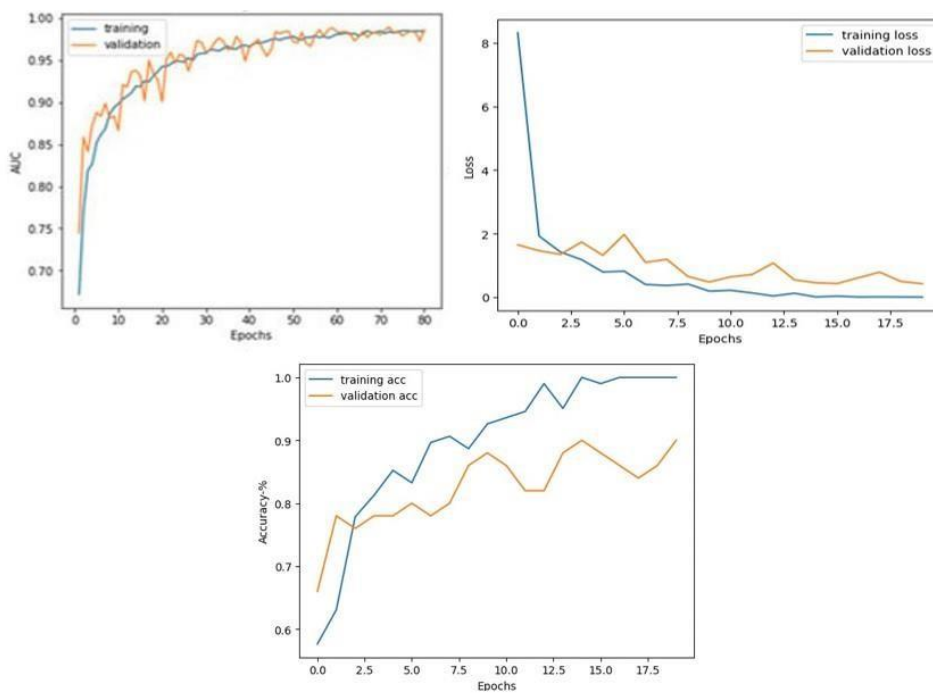 training
validation
1.00
0.95
0.90
0.85
0.80
0.75
0.70
AUC
0 10 20 30 40 50 60 70 80
Epochs
training loss
validation loss
8
6
4
2
0
Loss
0.0 2.5 5.0 7.5 10.0 12.5 15.0 17.5
Epochs
training acc
validation acc
1.0
0.9
0.8
0.7
0.6
Accuracy-%
0.0 2.5 5.0 7.5 10.0 12.5 15.0 17.5
Epochs